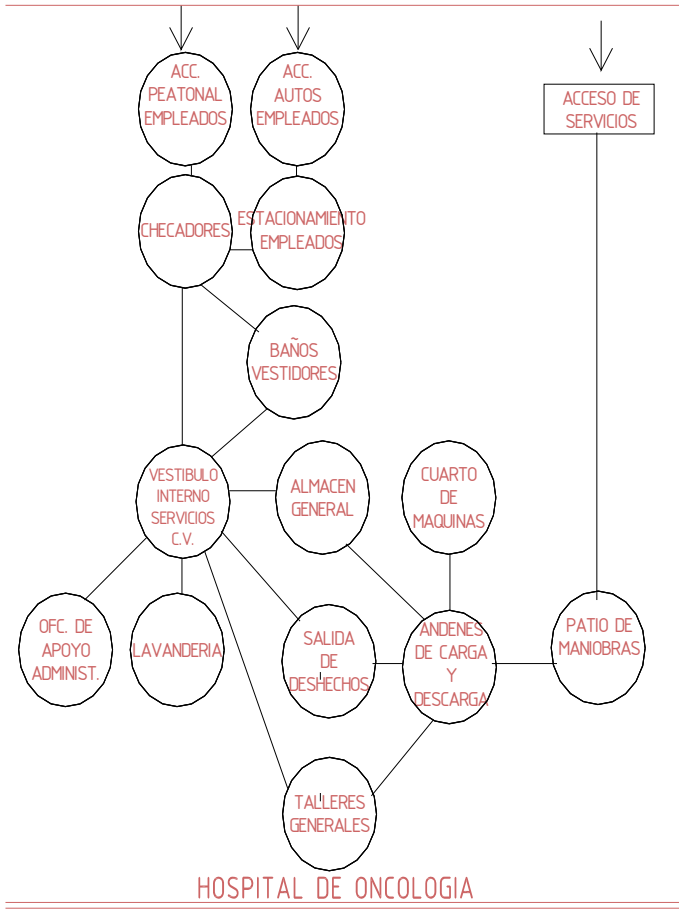 ACC.
PEATONAL
EMPLEADOS
ACC.
AUTOS
EMPLEADOS
ACCESO DE
SERVICIOS
CHECADORES
ESTACIONAMIENTO
EMPLEADOS
BAÑOS
VESTIDORES
VESTIBULO
INTERNO
SERVICIOS
C.V.
ALMACEN
GENERAL
CUARTO
DE
MAQUINAS
OFC. DE
APOYO
ADMINIST.
LAVANDERIA
SALIDA
DE
DESHECHOS
ANDENES
DE CARGA
Y
DESCARGA
PATIO DE
MANIOBRAS
TALLERES
GENERALES
HOSPITAL DE ONCOLOGIA